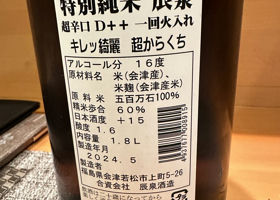 特別純米 辰泉
超辛口 D++ 一回火入れ
キレッ綺麗 超からくち
アルコール分 16度
原材料名 米(会津産)、
米麹(会津産米)
原料米 五百万石100%
日本酒度 +15
酸度 1.6
内容量 1.8L
製造年月
2024.5
製造者
福島県会津若松市上町5-26
合資会社 辰泉酒造